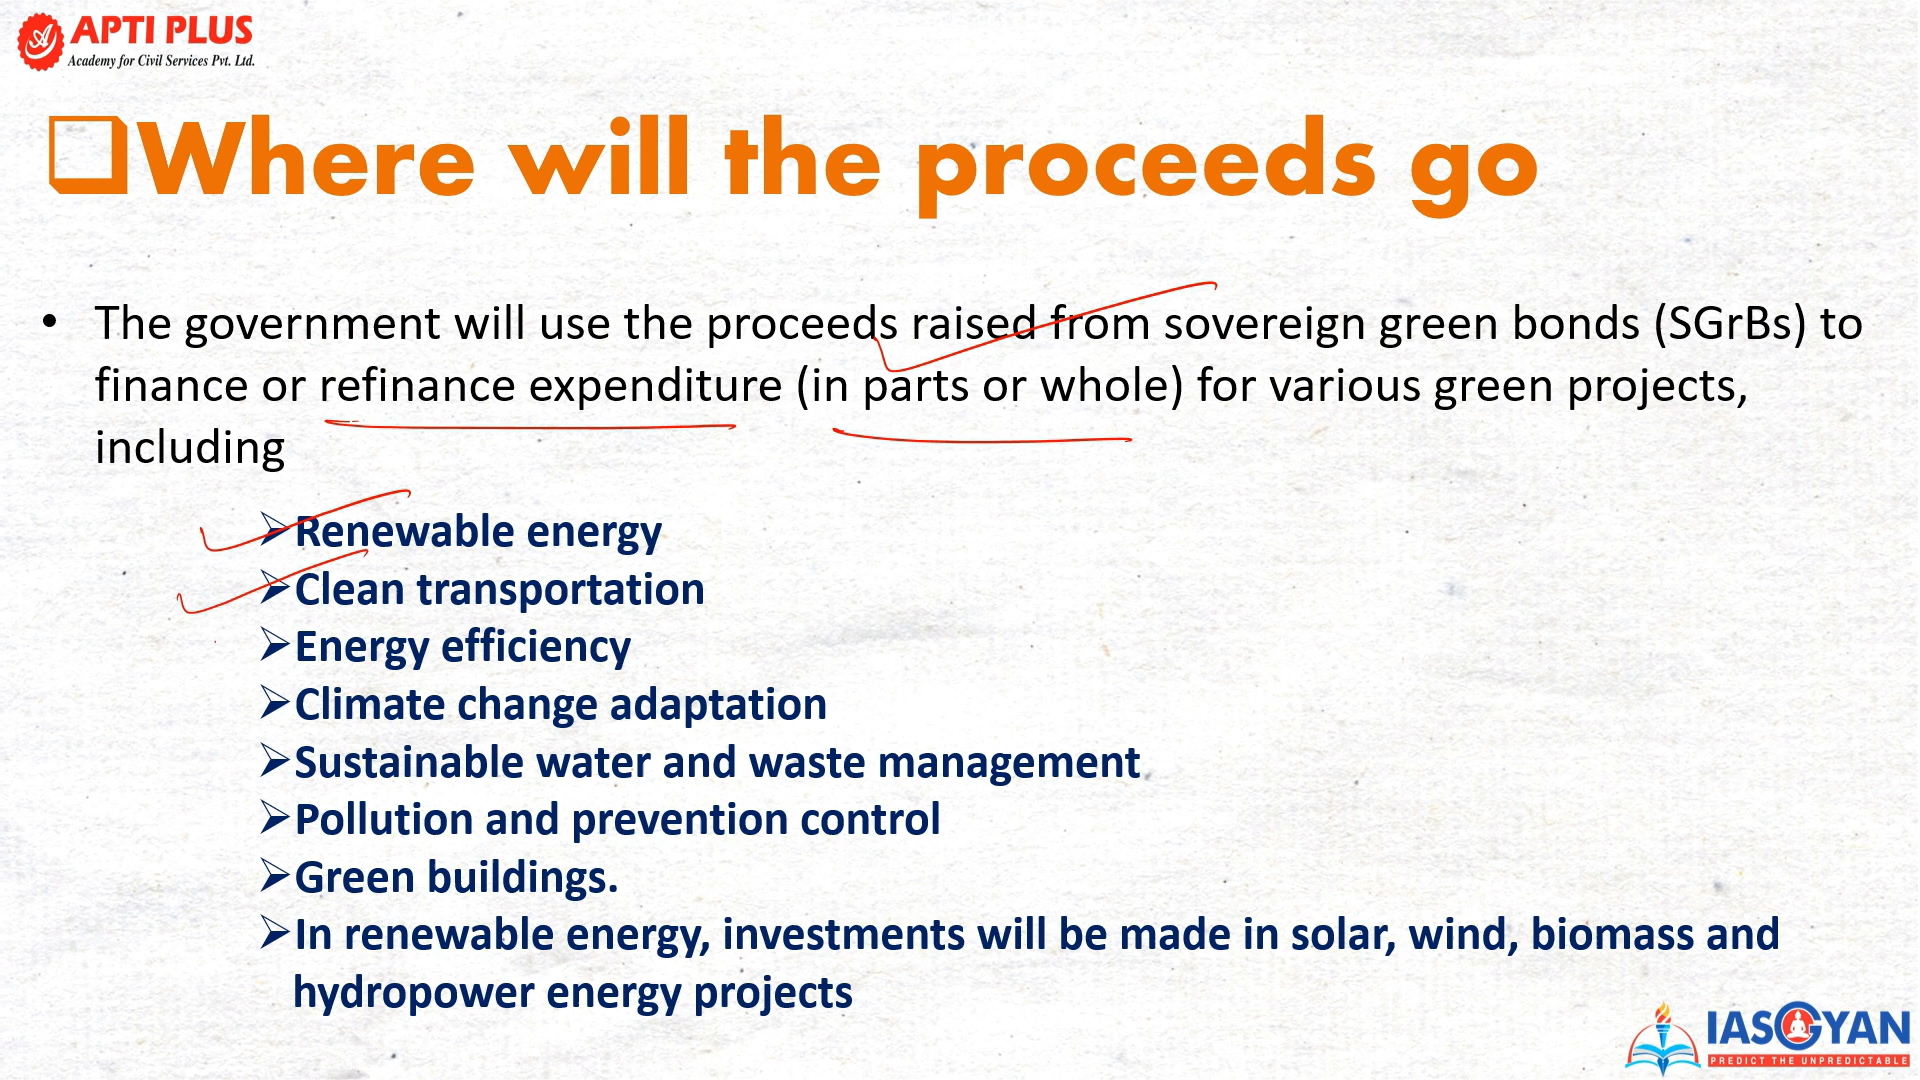 APTI PLUS
Academy for Civil Services Pvt. Ltd.
Where will the proceeds go
• The government will use the proceeds raised from sovereign green bonds (SGrBs) to
finance or refinance expenditure (in parts or whole) for various green projects,
including
➢Renewable energy
➢Clean transportation
➢Energy efficiency
➢Climate change adaptation
➢Sustainable water and waste management
➢Pollution and prevention control
➢Green buildings.
➢In renewable energy, investments will be made in solar, wind, biomass and
hydropower energy projects
IASGYAN
PREDICT THE UNPREDICTABLE